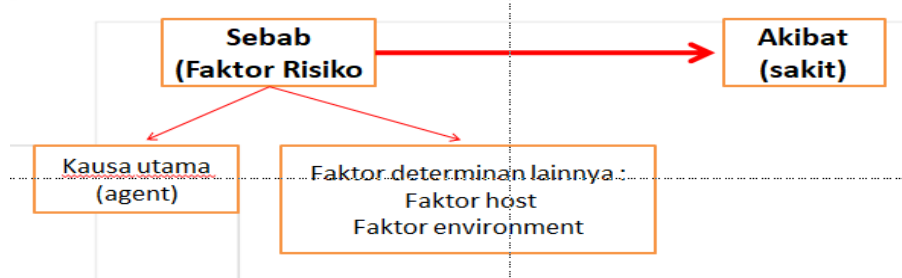 Sebab
(Faktor Risiko
Akibat
(sakit)
Kausa utama
(agent)
Faktor determinan lainnya :
Faktor host
Faktor environment